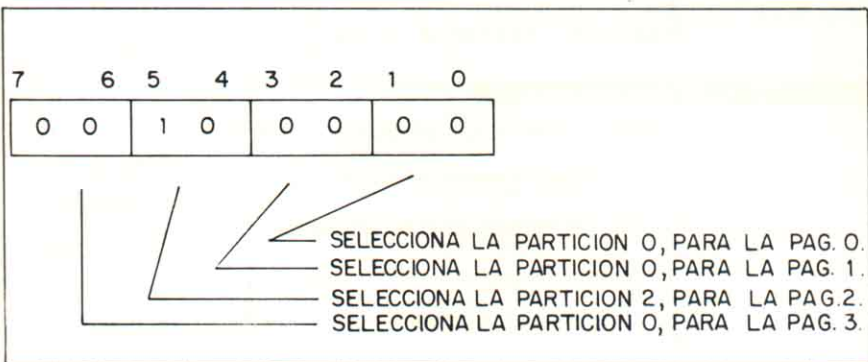 7 6 5 4 3 2 1 0
0 0 1 0 0 0 0 0
SELECCIONA LA PARTICION 0, PARA LA PAG. 0.
SELECCIONA LA PARTICION 0, PARA LA PAG. 1.
SELECCIONA LA PARTICION 2, PARA LA PAG.2.
SELECCIONA LA PARTICION 0, PARA LA PAG. 3.